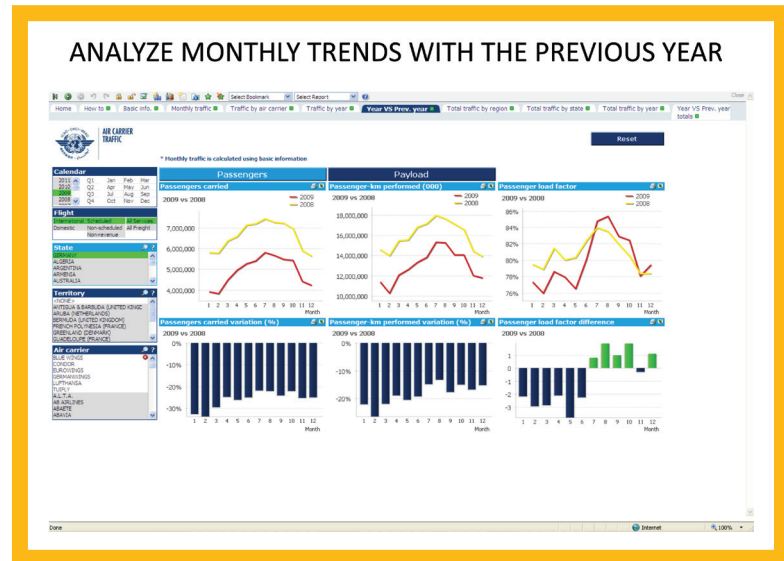 ANALYZE MONTHLY TRENDS WITH THE PREVIOUS YEAR
Select Bookmark Select Report Close
Home How to Basic info. Monthly traffic Traffic by air carrier Traffic by year Year VS Prev. year Total traffic by region Total traffic by state Total traffic by year Year VS Prev. year totals
AIR CARRIER
TRAFFIC
Reset
* Monthly traffic is calculated using basic information
Calendar
2011 Q1 Jan Feb Mar
2010 Q2 Apr May Jun
2009 Q3 Jul Aug Sep
2008 Q4 Oct Nov Dec
Flight
International Scheduled All Services
Domestic Non-scheduled All Freight
Non-revenue
State
GERMANY
ALGERIA
ARGENTINA
ARMENIA
AUSTRALIA
Territory
<NONE>
ANTIGUA & BARBUDA (UNITED KINGC
ARUBA (NETHERLANDS)
BERMUDA (UNITED KINGDOM)
FRENCH POLYNESIA (FRANCE)
GREENLAND (DENMARK)
GUADELOUPE (FRANCE)
Air carrier
BLUE WINGS
CONDOR
EUROWINGS
GERMANWINGS
LUFTHANSA
TUIFLY
A.L.T.A.
AB AIRLINES
ABAETE
ABAVIA
Passengers Payload
Passengers carried
2009 vs 2008
2009
2008
7,000,000
6,000,000
5,000,000
4,000,000
1 2 3 4 5 6 7 8 9 10 11 12
Month
Passenger-km performed (000)
2009 vs 2008
2009
2008
18,000,000
16,000,000
14,000,000
12,000,000
10,000,000
1 2 3 4 5 6 7 8 9 10 11 12
Month
Passenger load factor
2009 vs 2008
2009
2008
86%
84%
82%
80%
78%
76%
1 2 3 4 5 6 7 8 9 10 11 12
Month
Passengers carried variation (%)
2009 vs 2008
0%
-10%
-20%
-30%
1 2 3 4 5 6 7 8 9 10 11 12
Month
Passenger-km performed variation (%)
2009 vs 2008
0%
-20%
1 2 3 4 5 6 7 8 9 10 11 12
Month
Passenger load factor difference
2009 vs 2008
1
0
-1
-2
-3
1 2 3 4 5 6 7 8 9 10 11 12
Month
Done Internet 100%